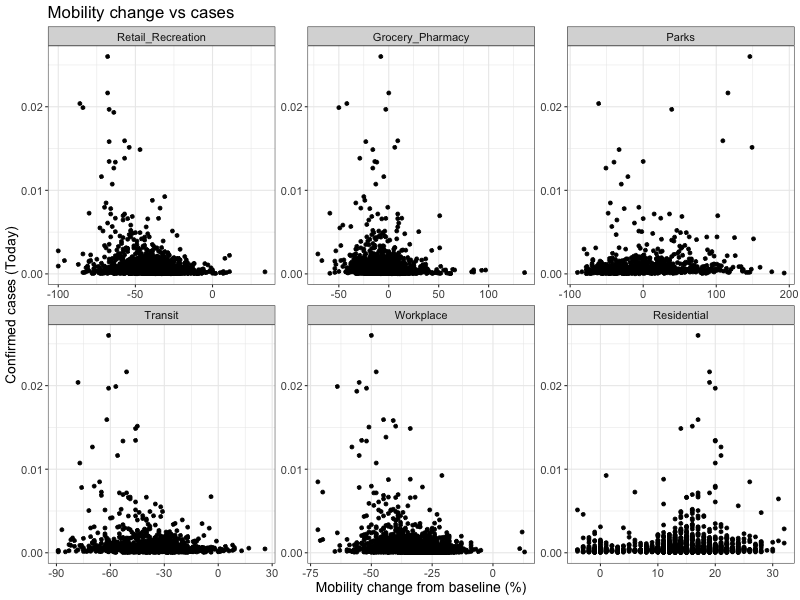 Mobility change vs cases
Retail_Recreation Grocery_Pharmacy Parks
0.02 0.02 0.02
0.01 0.01 0.01
0.00 0.00 0.00
-100 -50 0 -50 0 50 100 -100 0 100 200
Confirmed cases (Today)
Transit Workplace Residential
0.02 0.02 0.02
0.01 0.01 0.01
0.00 0.00 0.00
-90 -60 -30 0 30 -75 -50 -25 0 25 0 10 20 30
Mobility change from baseline (%)